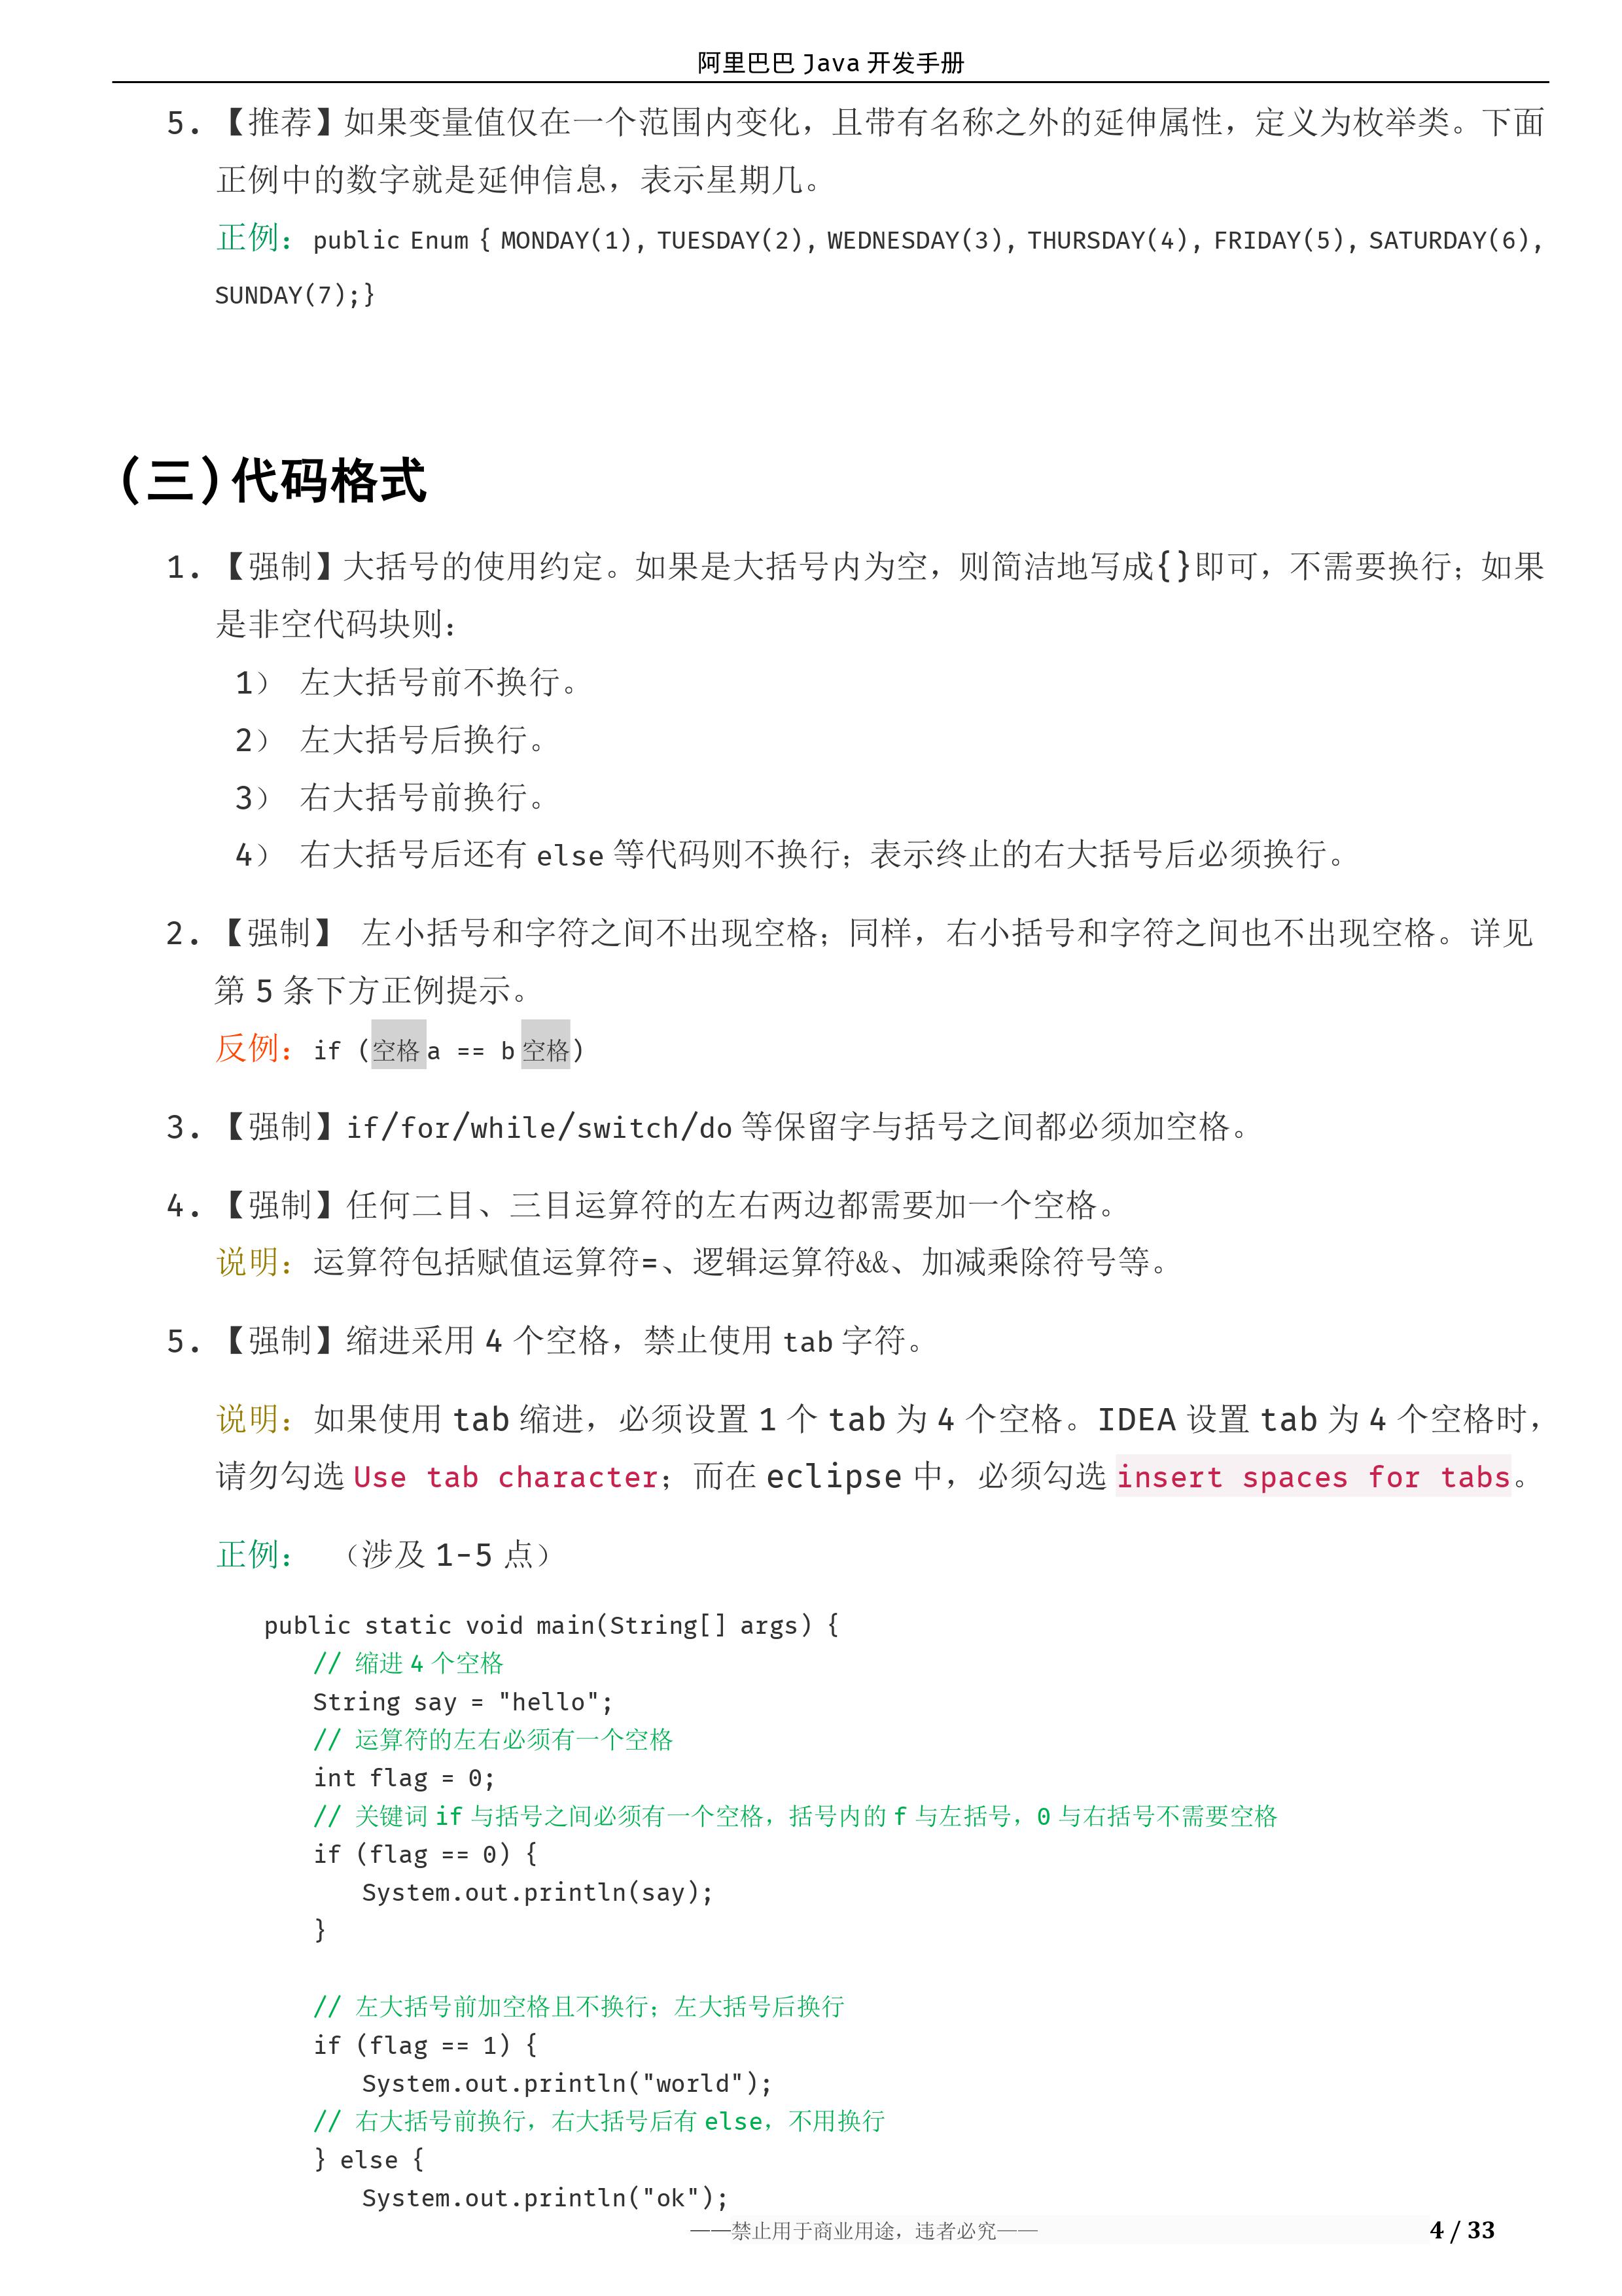 阿里巴巴 Java 开发手册
5. 【推荐】如果变量值仅在一个范围内变化，且带有名称之外的延伸属性，定义为枚举类。下面
正例中的数字就是延伸信息，表示星期几。
正例：public Enum { MONDAY(1), TUESDAY(2), WEDNESDAY(3), THURSDAY(4), FRIDAY(5), SATURDAY(6),
SUNDAY(7);}
(三)代码格式
1. 【强制】大括号的使用约定。如果是大括号内为空，则简洁地写成{}即可，不需要换行；如果
是非空代码块则：
1） 左大括号前不换行。
2） 左大括号后换行。
3） 右大括号前换行。
4） 右大括号后还有 else 等代码则不换行；表示终止的右大括号后必须换行。
2. 【强制】 左小括号和字符之间不出现空格；同样，右小括号和字符之间也不出现空格。详见
第 5 条下方正例提示。
反例：if (空格 a == b 空格)
3. 【强制】if/for/while/switch/do 等保留字与括号之间都必须加空格。
4. 【强制】任何二目、三目运算符的左右两边都需要加一个空格。
说明：运算符包括赋值运算符=、逻辑运算符&&、加减乘除符号等。
5. 【强制】缩进采用 4 个空格，禁止使用 tab 字符。
说明：如果使用 tab 缩进，必须设置 1 个 tab 为 4 个空格。IDEA 设置 tab 为 4 个空格时，
请勿勾选 Use tab character；而在 eclipse 中，必须勾选 insert spaces for tabs。
正例： （涉及 1-5 点）
public static void main(String[] args) {
// 缩进 4 个空格
String say = "hello";
// 运算符的左右必须有一个空格
int flag = 0;
// 关键词 if 与括号之间必须有一个空格，括号内的 f 与左括号，0 与右括号不需要空格
if (flag == 0) {
System.out.println(say);
}
// 左大括号前加空格且不换行；左大括号后换行
if (flag == 1) {
System.out.println("world");
// 右大括号前换行，右大括号后有 else，不用换行
} else {
System.out.println("ok");
——禁止用于商业用途，违者必究—— 4 / 33